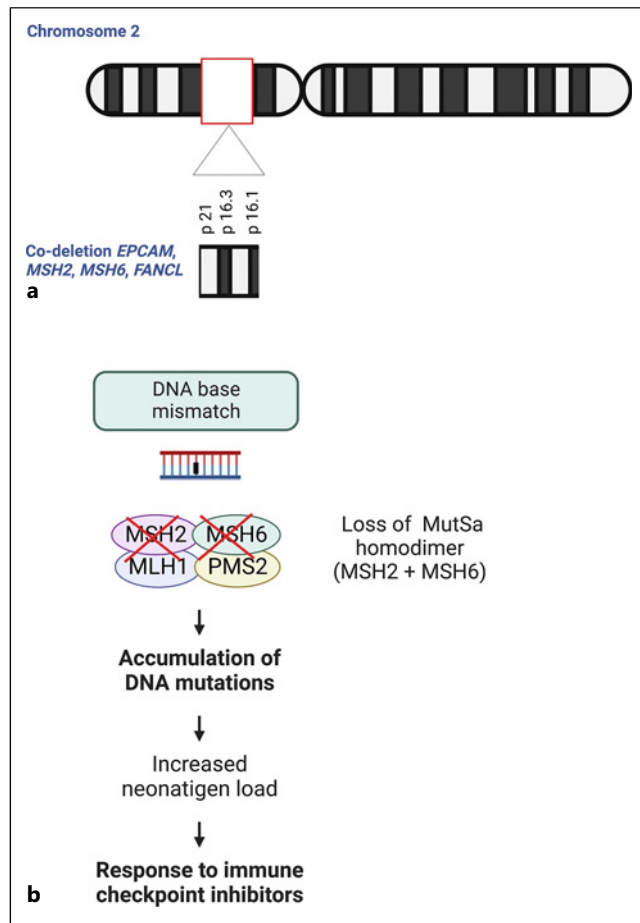 Chromosome 2
p 21
p 16.3
p 16.1
Co-deletion EPCAM,
MSH2, MSH6, FANCL
a
DNA base
mismatch
MSH2
MSH6
MLH1
PMS2
Loss of MutSa
homodimer
(MSH2 + MSH6)
Accumulation of
DNA mutations
Increased
neonatigen load
Response to immune
checkpoint inhibitors
b